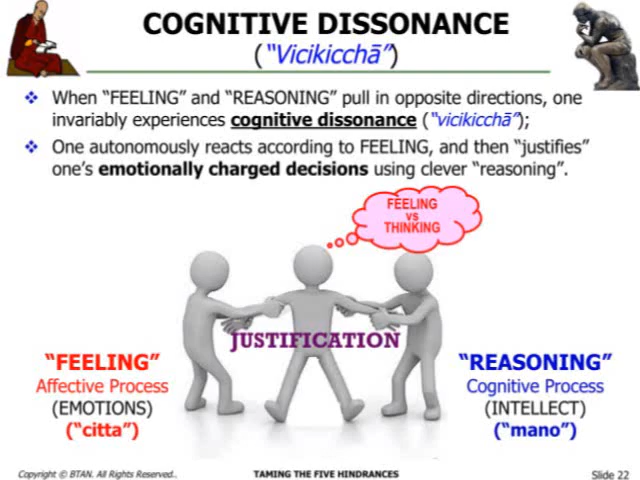 COGNITIVE DISSONANCE
(“Vicikicchā”)
❖ When “FEELING” and “REASONING” pull in opposite directions, one
invariably experiences cognitive dissonance (“vicikicchā”);
❖ One autonomously reacts according to FEELING, and then “justifies”
one’s emotionally charged decisions using clever “reasoning”.
FEELING
vs
THINKING
JUSTIFICATION
“FEELING”
Affective Process
(EMOTIONS)
(“citta”)
“REASONING”
Cognitive Process
(INTELLECT)
(“mano”)
Copyright © BTAN. All Rights Reserved..
TAMING THE FIVE HINDRANCES
Slide 22